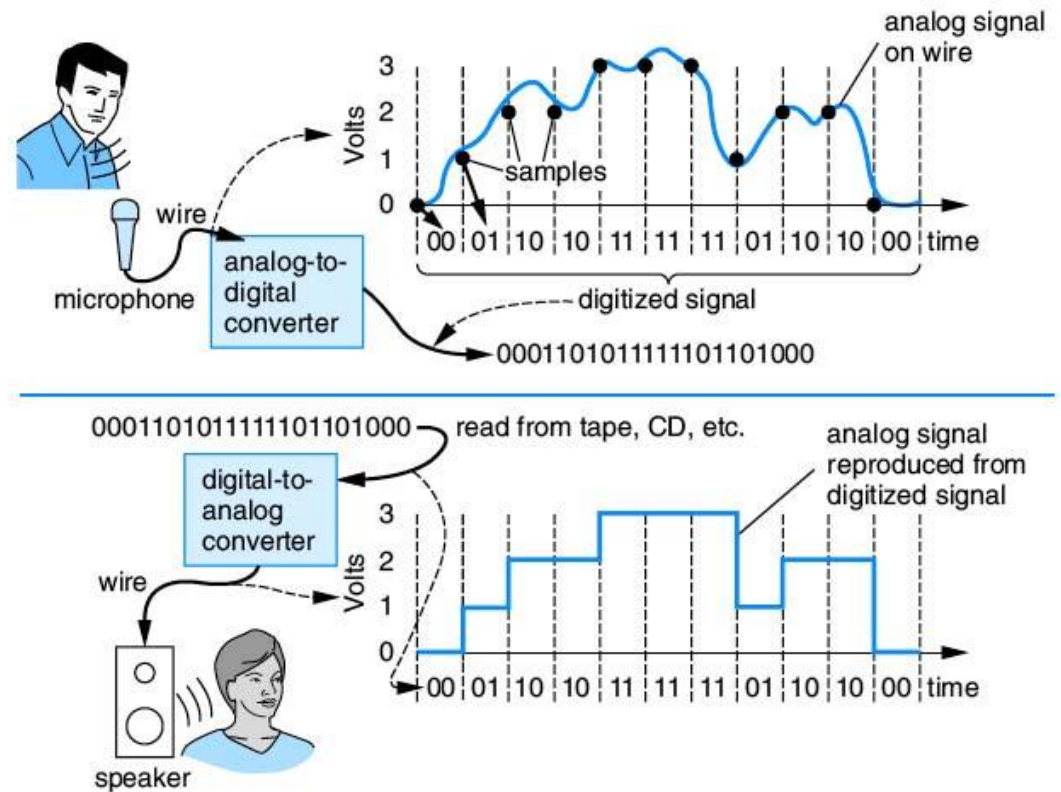 analog signal
on wire
3
2
1
0
Volts
samples
wire
00 01 10 10 11 11 11 01 10 10 00 time
analog-to-
digital
converter
microphone
digitized signal
00011010111111101101000
00011010111111101101000
read from tape, CD, etc.
analog signal
reproduced from
digitized signal
digital-to-
analog
converter
3
2
1
0
Volts
wire
00 01 10 10 11 11 11 01 10 10 00 time
speaker